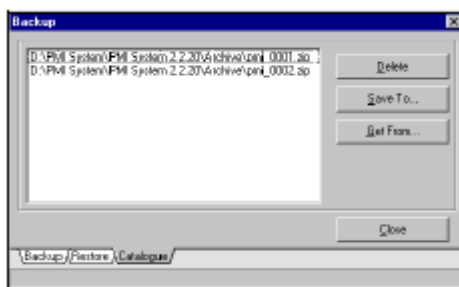 Backup
D:\PMI System\PMI System 2.2.20\Archive\pmi_0001.zip
D:\PMI System\PMI System 2.2.20\Archive\pmi_0002.zip
Delete
Save To...
Get From...
Close
Backup Restore Catalogue